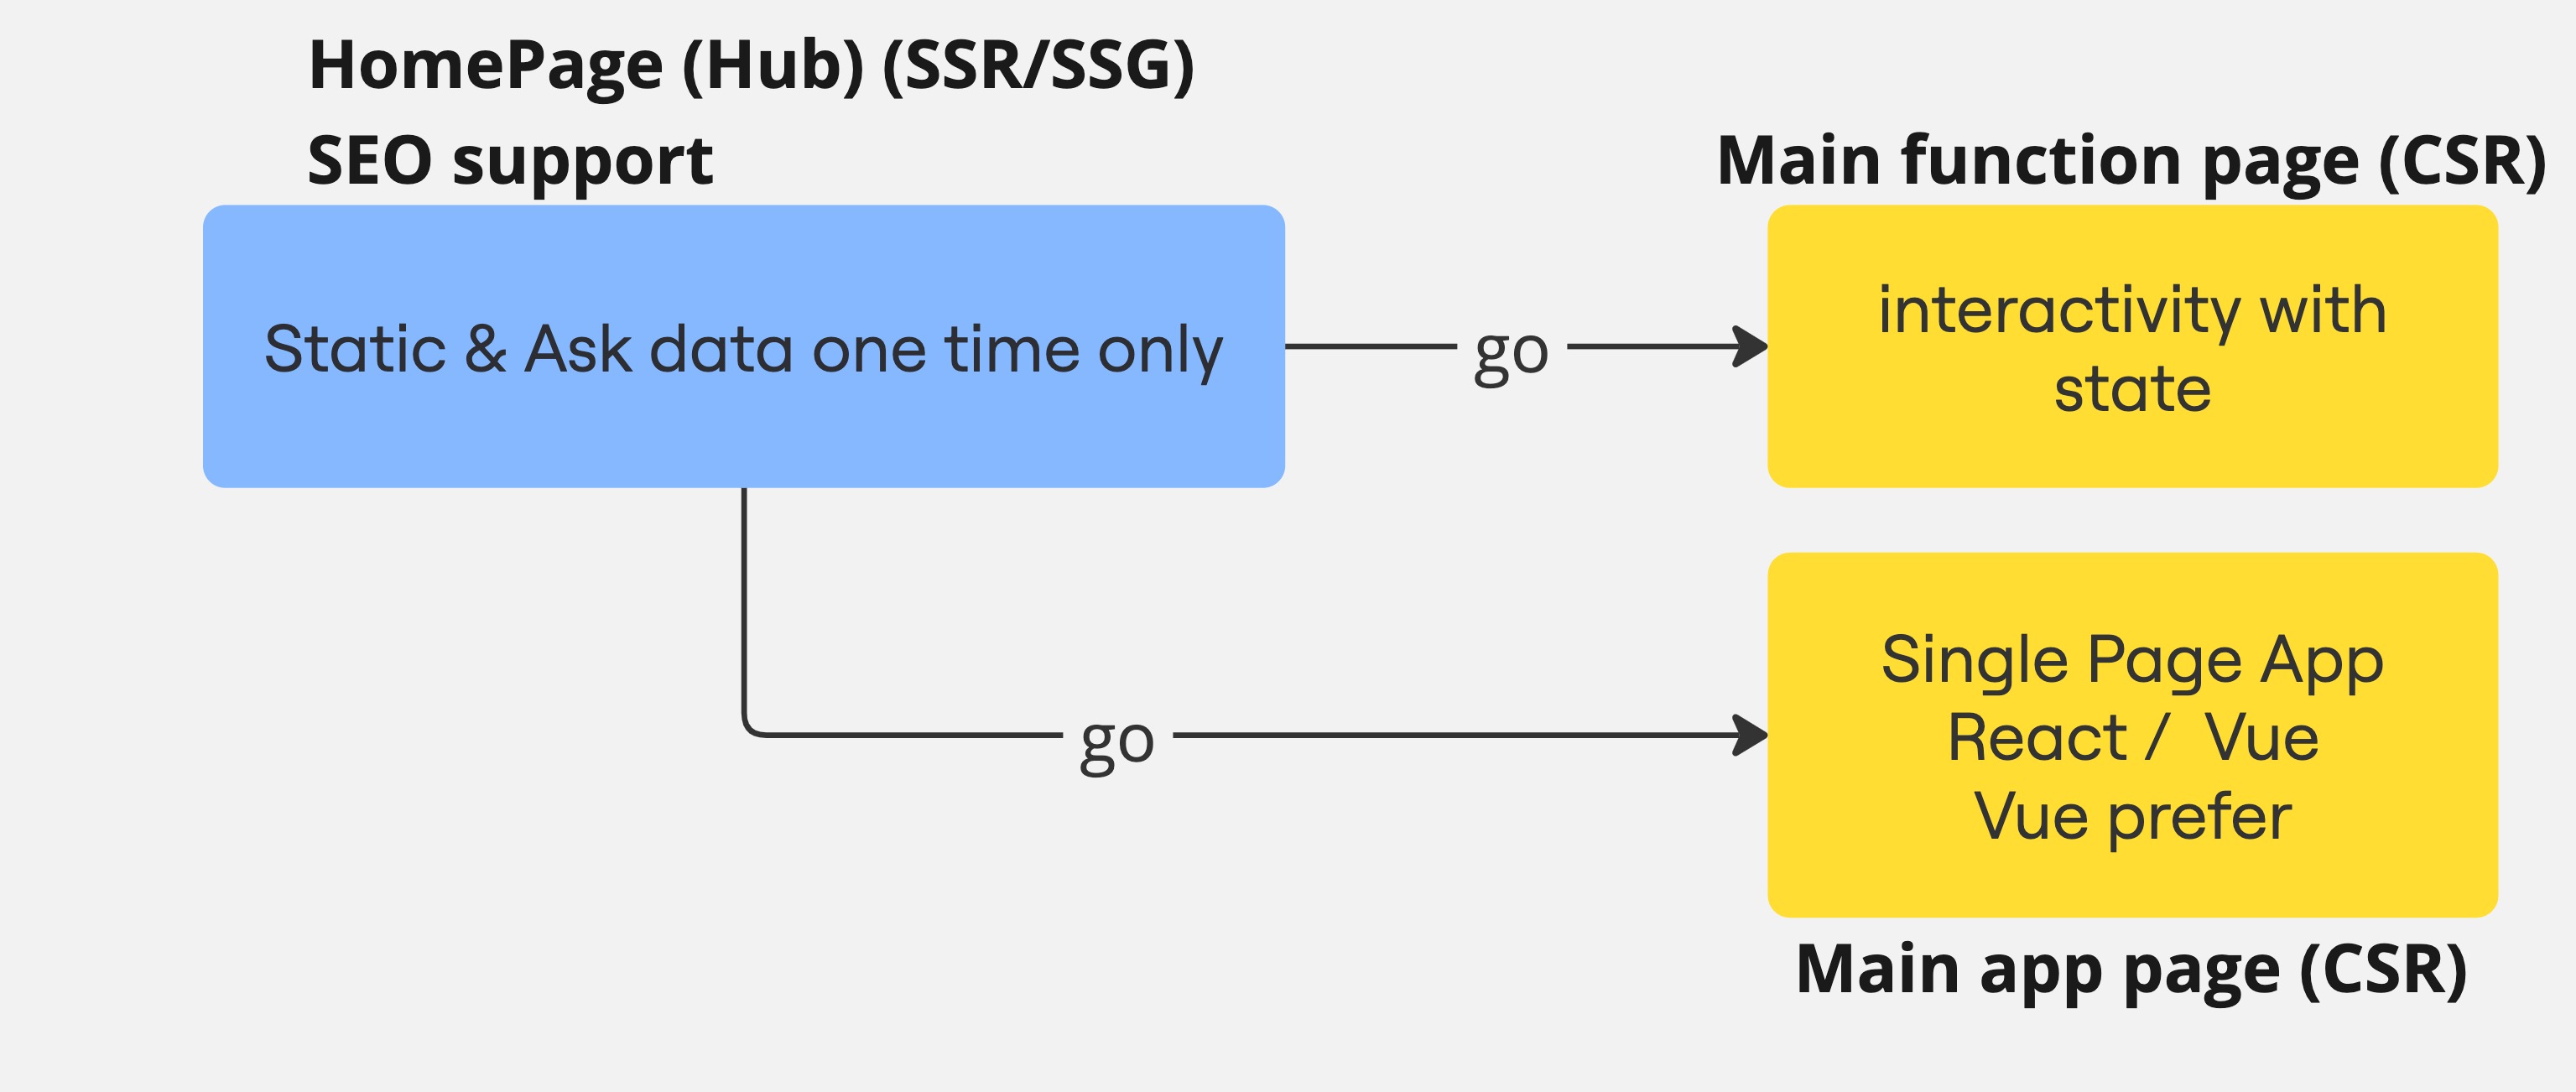 HomePage (Hub) (SSR/SSG)
SEO support
Static & Ask data one time only
go
Main function page (CSR)
interactivity with
state
go
Single Page App
React /  Vue
Vue prefer
Main app page (CSR)